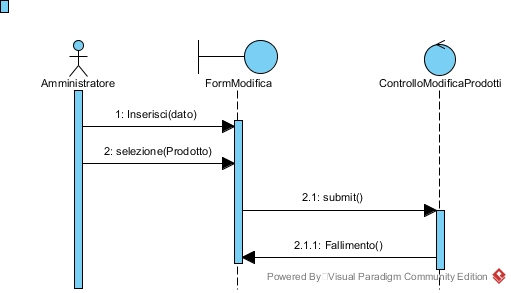 Amministratore
FormModifica
ControlloModificaProdotti
1: Inserisci(dato)
2: selezione(Prodotto)
2.1: submit()
2.1.1: Fallimento()
Powered By Visual Paradigm Community Edition